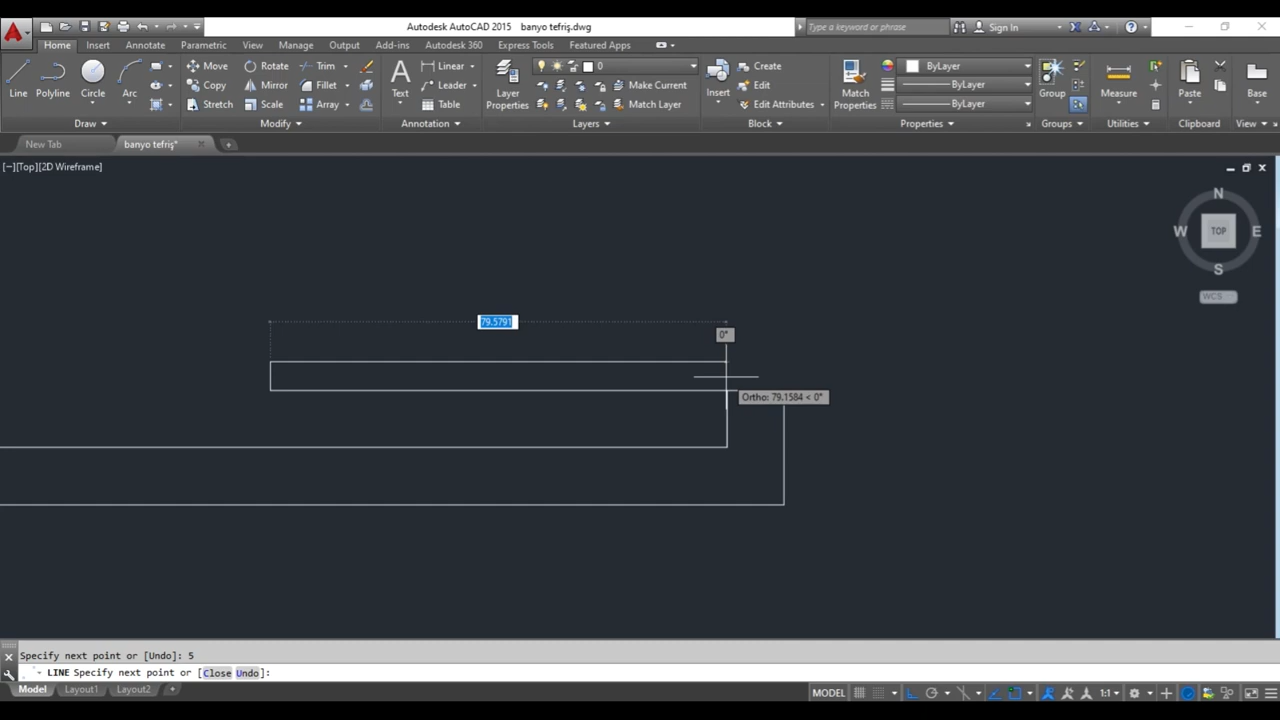 Autodesk AutoCAD 2015 banyo tefriş.dwg
Type a keyword or phrase
Sign In
Home Insert Annotate Parametric View Manage Output Add-ins Autodesk 360 Express Tools Featured Apps
Move Rotate Trim Linear 0 Create ByLayer
Line Polyline Circle Arc Copy Mirror Fillet Text Leader Layer Properties Make Current Insert Edit Match Properties ByLayer Group Measure Paste Base
Stretch Scale Array Table Match Layer Edit Attributes ByLayer
Draw Modify Annotation Layers Block Properties Groups Utilities Clipboard View
New Tab banyo tefriş*
[−][Top][2D Wireframe]
N
W TOP E
S
WCS
79.5791
0°
Ortho: 79.1584 < 0°
Specify next point or [Undo]: 5
LINE Specify next point or [Close Undo]:
Model Layout1 Layout2 +
MODEL 1:1